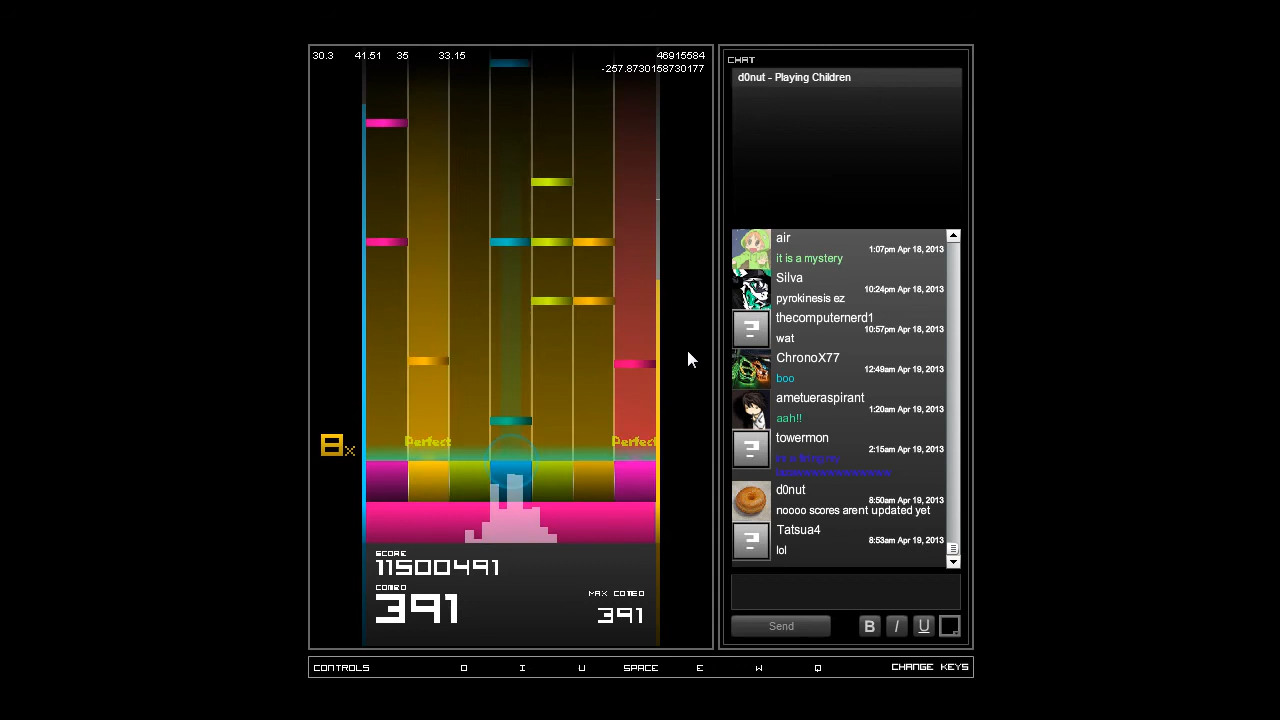 30.3 41.51 35 33.15 46915584
-257.8730158730177
8x
Perfect Perfect
SCORE
11500491
COMBO
391
MAX COMBO
391
CHAT
d0nut - Playing Children
air
1:07pm Apr 18, 2013
it is a mystery
Silva
10:24pm Apr 18, 2013
pyrokinesis ez
thecomputernerd1
10:57pm Apr 18, 2013
wat
ChronoX77
12:49am Apr 19, 2013
boo
ametueraspirant
1:20am Apr 19, 2013
aah!!
towermon
2:15am Apr 19, 2013
d0nut
8:50am Apr 19, 2013
noooo scores arent updated yet
Tatsua4
8:53am Apr 19, 2013
lol
Send B I U
CONTROLS O I U SPACE E W Q CHANGE KEYS